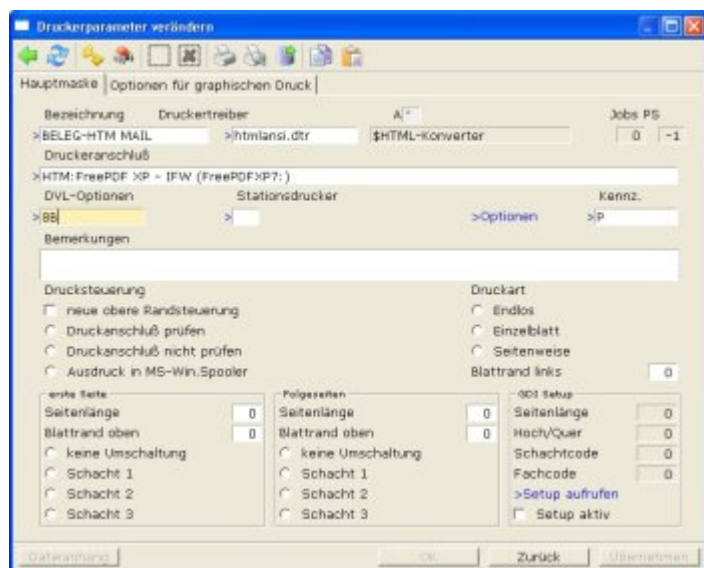 Druckerparameter verändern
Hauptmaske Optionen für graphischen Druck
Bezeichnung Druckertreiber A * Jobs PS
>BELEG-HTM MAIL >htmlansi.dtr $HTML-Konverter 0 -1
Druckeranschluß
>HTM:FreePDF XP - IFW (FreePDFXP7:)
DVL-Optionen Stationsdrucker Kennz.
>BB > >Optionen >P
Bemerkungen
Drucksteuerung Druckart
neue obere Randsteuerung Endlos
Druckanschluß prüfen Einzelblatt
Druckanschluß nicht prüfen Seitenweise
Ausdruck in MS-Win.Spooler Blattrand links 0
erste Seite Folgeseiten GDI Setup
Seitenlänge 0 Seitenlänge 0 Seitenlänge 0
Blattrand oben 0 Blattrand oben 0 Hoch/Quer 0
keine Umschaltung keine Umschaltung Schachtcode 0
Schacht 1 Schacht 1 Fachcode 0
Schacht 2 Schacht 2 >Setup aufrufen
Schacht 3 Schacht 3 Setup aktiv
Dateianhang OK Zurück Übernehmen